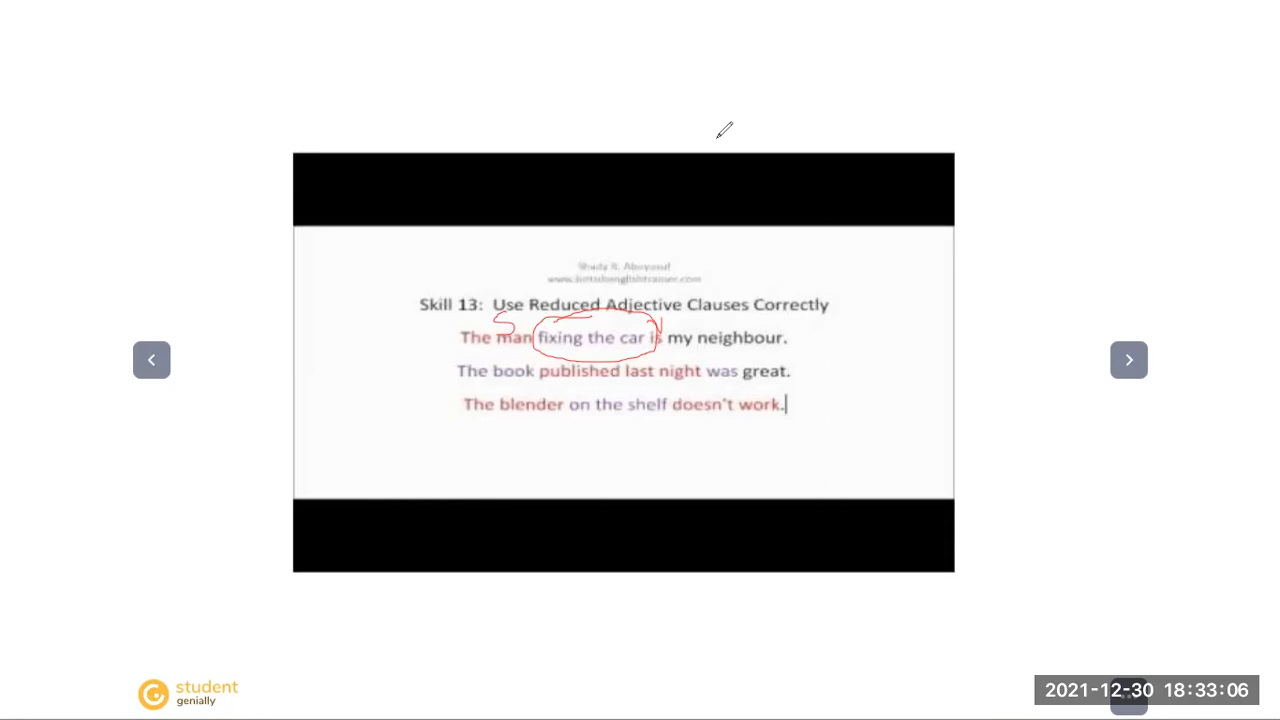 Skill 13: Use Reduced Adjective Clauses Correctly
S V
The man fixing the car is my neighbour.
The book published last night was great.
The blender on the shelf doesn't work.
student
genially
2021-12-30 18:33:06